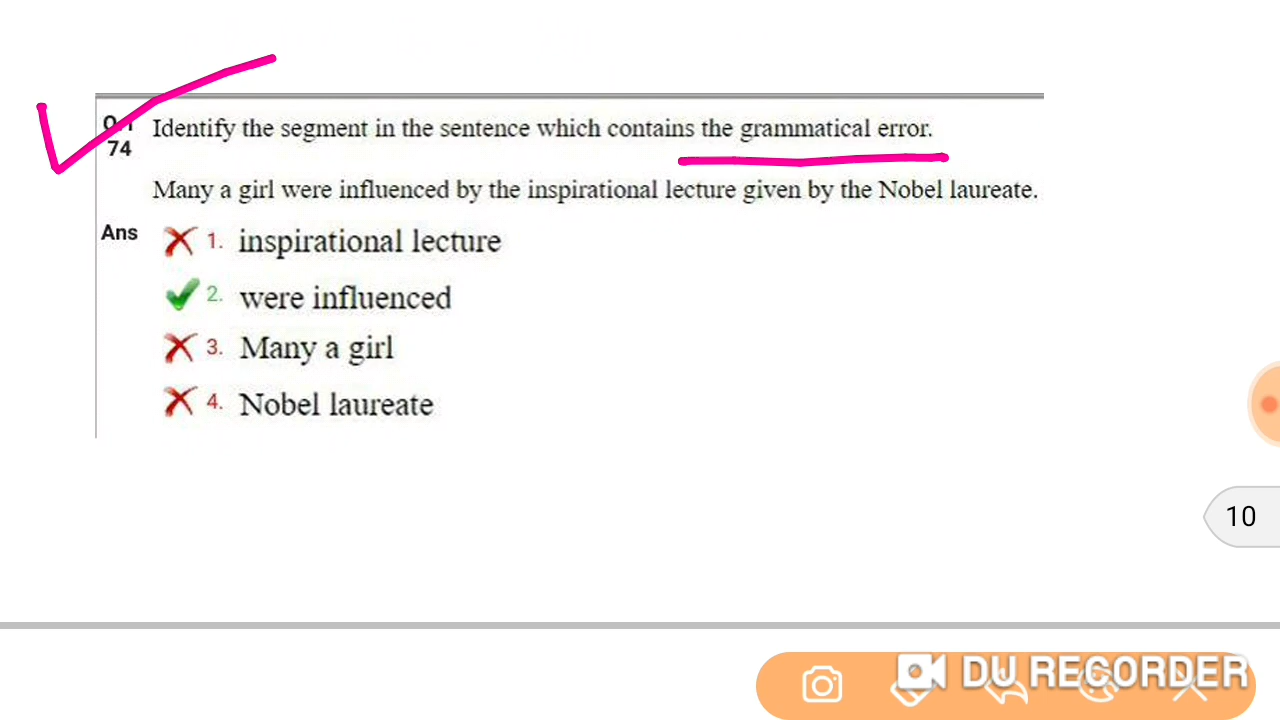 Identify the segment in the sentence which contains the grammatical error.
74
Many a girl were influenced by the inspirational lecture given by the Nobel laureate.
Ans
1. inspirational lecture
2. were influenced
3. Many a girl
4. Nobel laureate
10
DU RECORDER